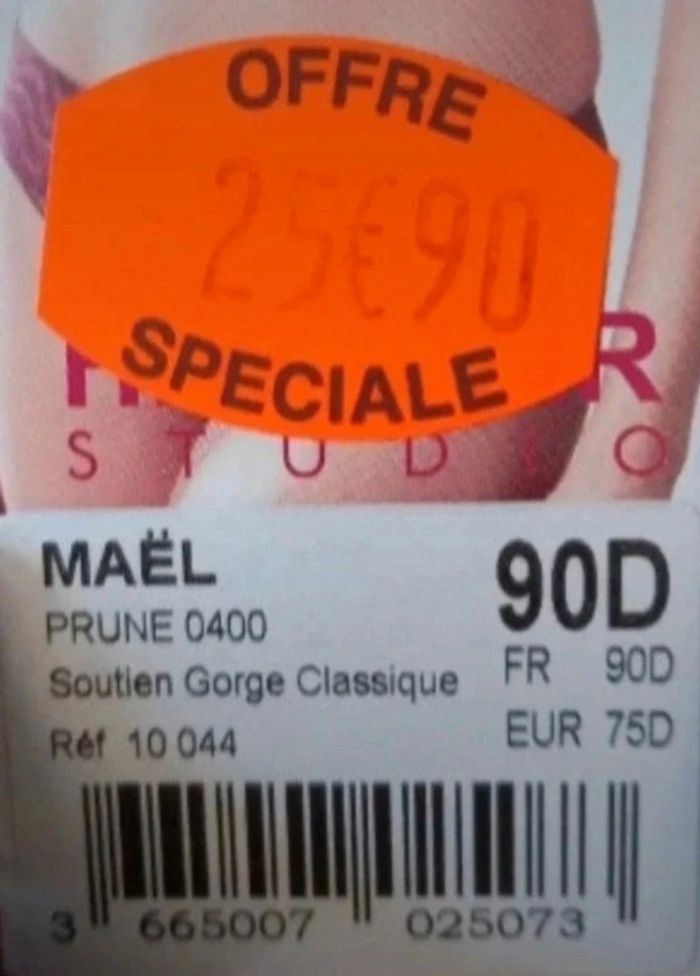 OFFRE
25€90
SPECIALE
STUDIO
MAËL
90D
PRUNE 0400
FR 90D
Soutien Gorge Classique
EUR 75D
Réf 10 044
3 665007 025073